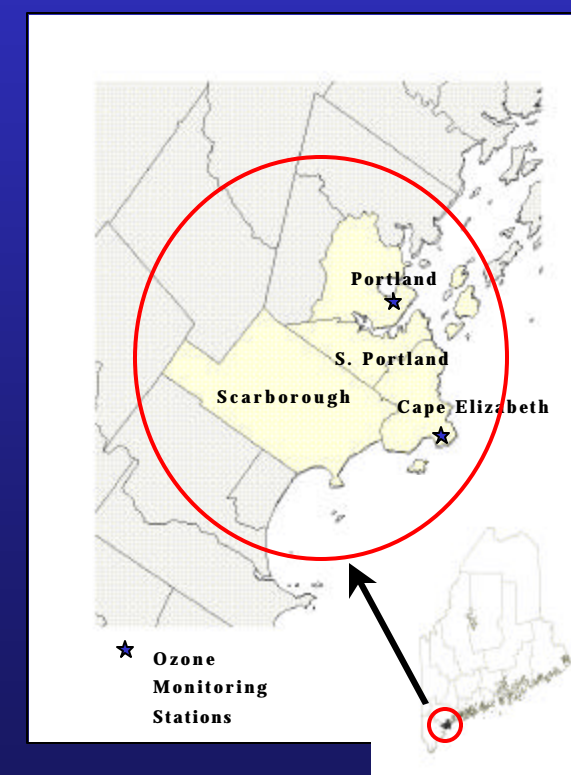 Portland
S. Portland
Scarborough
Cape Elizabeth
Ozone
Monitoring
Stations